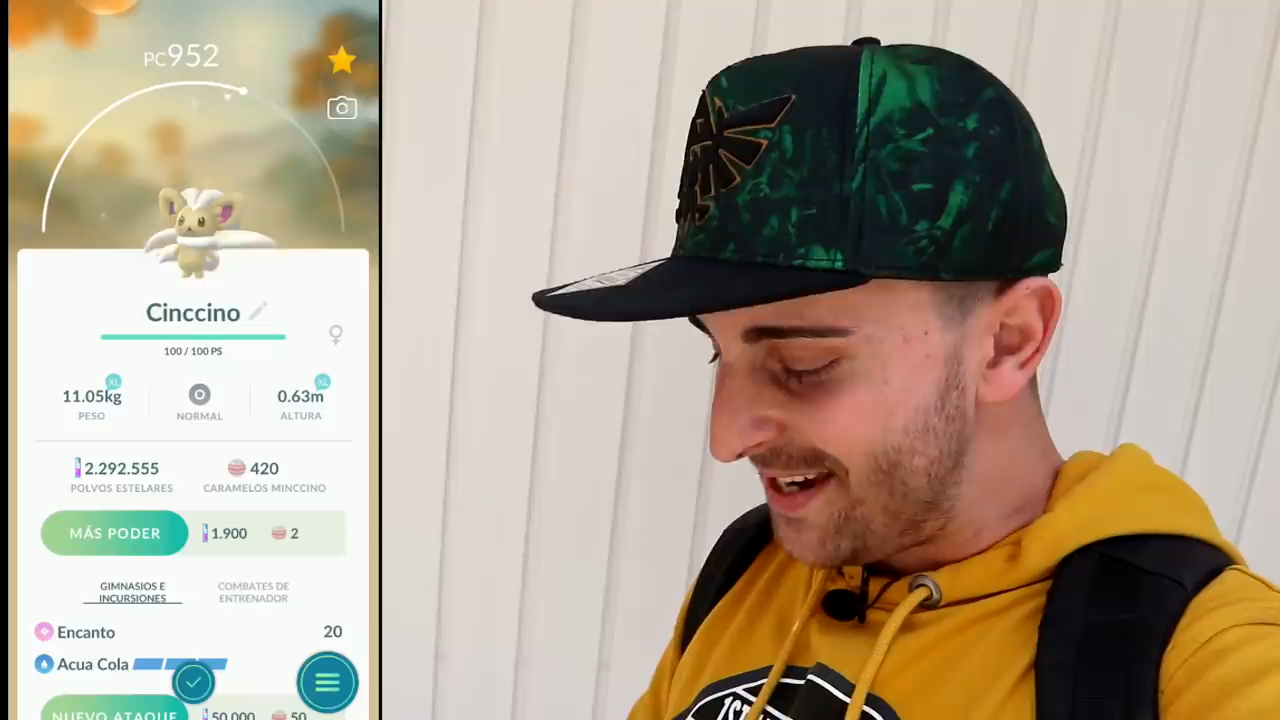 PC952
Cinccino
100 / 100 PS
XL
XL
11.05kg
0.63m
PESO
NORMAL
ALTURA
2.292.555
420
POLVOS ESTELARES
CARAMELOS MINCCINO
MÁS PODER
1.900
2
GIMNASIOS E
INCURSIONES
COMBATES DE
ENTRENADOR
Encanto
20
Acua Cola
NUEVO ATAQUE
50.000
50